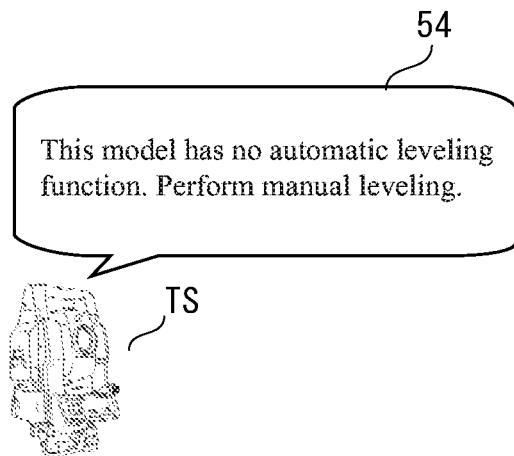 54
This model has no automatic leveling
function. Perform manual leveling.
TS